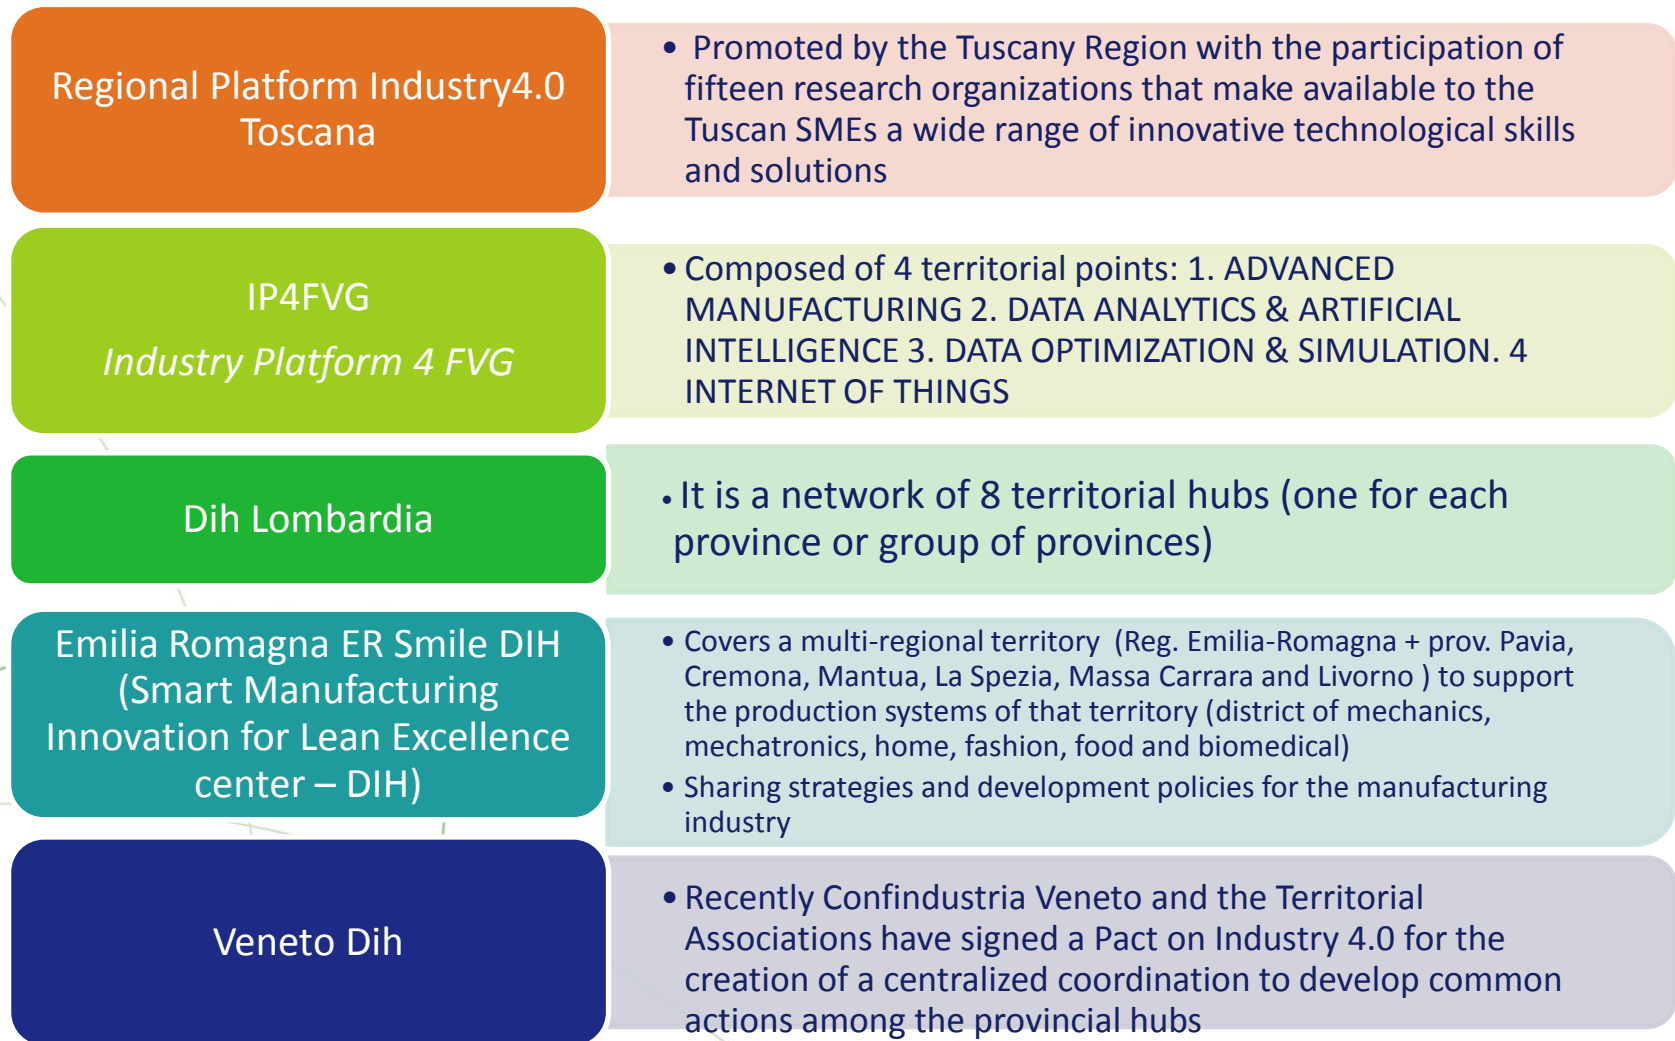 Regional Platform Industry4.0
Toscana
• Promoted by the Tuscany Region with the participation of
fifteen research organizations that make available to the
Tuscan SMEs a wide range of innovative technological skills
and solutions
IP4FVG
Industry Platform 4 FVG
• Composed of 4 territorial points: 1. ADVANCED
MANUFACTURING 2. DATA ANALYTICS & ARTIFICIAL
INTELLIGENCE 3. DATA OPTIMIZATION & SIMULATION. 4
INTERNET OF THINGS
Dih Lombardia
• It is a network of 8 territorial hubs (one for each
province or group of provinces)
Emilia Romagna ER Smile DIH
(Smart Manufacturing
Innovation for Lean Excellence
center – DIH)
• Covers a multi-regional territory (Reg. Emilia-Romagna + prov. Pavia,
Cremona, Mantua, La Spezia, Massa Carrara and Livorno ) to support
the production systems of that territory (district of mechanics,
mechatronics, home, fashion, food and biomedical)
• Sharing strategies and development policies for the manufacturing
industry
Veneto Dih
• Recently Confindustria Veneto and the Territorial
Associations have signed a Pact on Industry 4.0 for the
creation of a centralized coordination to develop common
actions among the provincial hubs